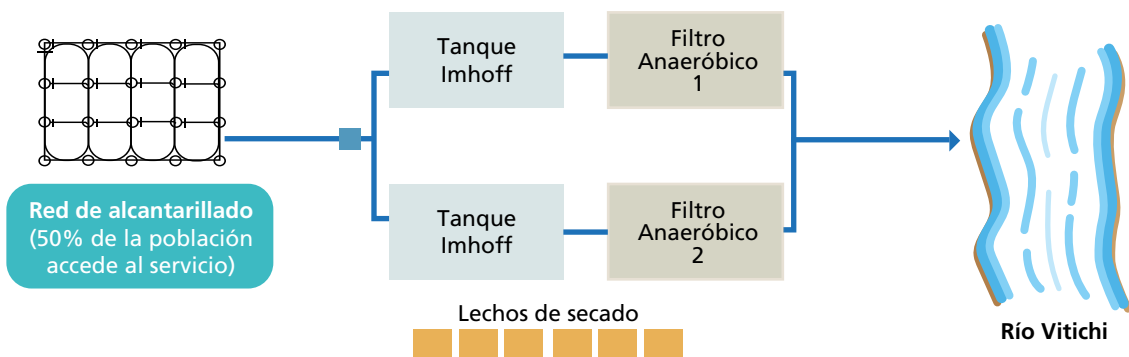 Tanque
Imhoff
Filtro
Anaeróbico
1
Red de alcantarillado
(50% de la población
accede al servicio)
Tanque
Imhoff
Filtro
Anaeróbico
2
Lechos de secado
Río Vitichi